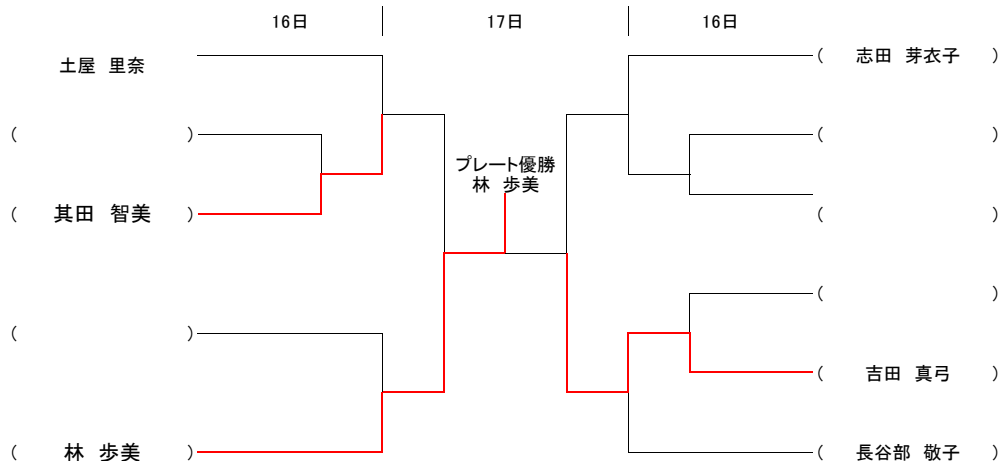 16日 17日 16日
土屋 里奈 ( 志田 芽衣子 )
( ) ( )
プレート優勝
林 歩美
( 其田 智美 ) ( )
( )
( )
( 吉田 真弓 )
( 林 歩美 ) ( 長谷部 敬子 )